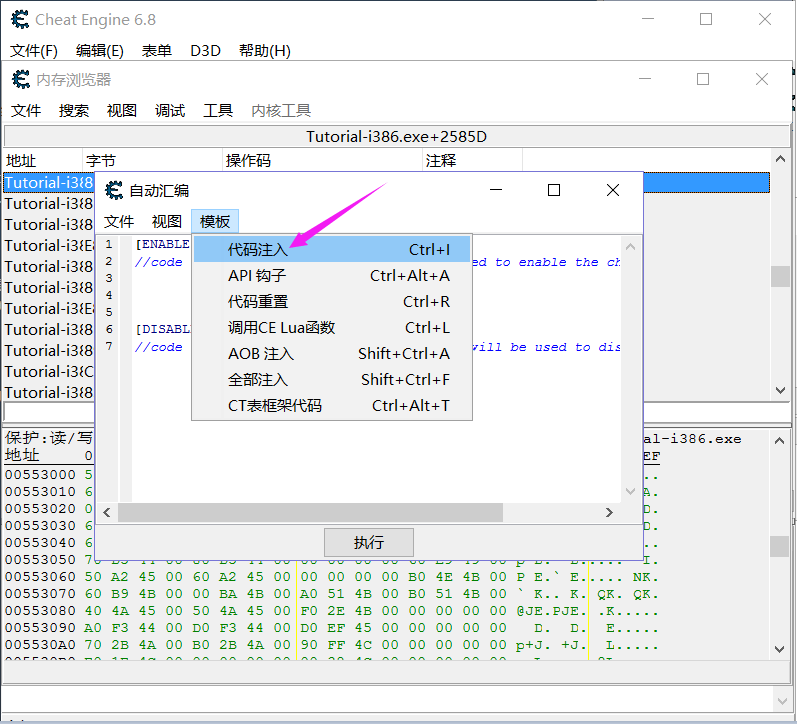 Cheat Engine 6.8
文件(F) 编辑(E) 表单 D3D 帮助(H)
内存浏览器
文件 搜索 视图 调试 工具 内核工具
Tutorial-i386.exe+2585D
地址 字节 操作码 注释
Tutorial-i38
Tutorial-i38
Tutorial-i38
Tutorial-i3E8
Tutorial-i38
Tutorial-i38
Tutorial-i3E8
Tutorial-i38
Tutorial-i38
Tutorial-i3C
Tutorial-i38
自动汇编
文件 视图 模板
1 [ENABLE
2 //code ed to enable the ch
3
4
5
6 [DISABL
7 //code will be used to dis
代码注入 Ctrl+I
API 钩子 Ctrl+Alt+A
代码重置 Ctrl+R
调用CE Lua函数 Ctrl+L
AOB 注入 Shift+Ctrl+A
全部注入 Shift+Ctrl+F
CT表框架代码 Ctrl+Alt+T
执行
保护:读/写 al-i386.exe
地址 0 EF
00553000 5 ..
00553010 6 A.
00553020 0 D.
00553030 6 D.
00553040 6 D.
00553050
00553060 50 A2 45 00 60 A2 45 00 00 00 00 00 B0 4E 4B 00 P E.` E..... NK.
00553070 60 B9 4B 00 00 BA 4B 00 A0 51 4B 00 B0 51 4B 00 ` K.. K. QK. QK.
00553080 40 4A 45 00 50 4A 45 00 F0 2E 4B 00 00 00 00 00 @JE.PJE. .K.....
00553090 A0 F3 44 00 D0 F3 44 00 D0 EF 45 00 00 00 00 00 D. D. E.....
005530A0 70 2B 4A 00 B0 2B 4A 00 90 FF 4C 00 00 00 00 00 p+J. +J. L.....